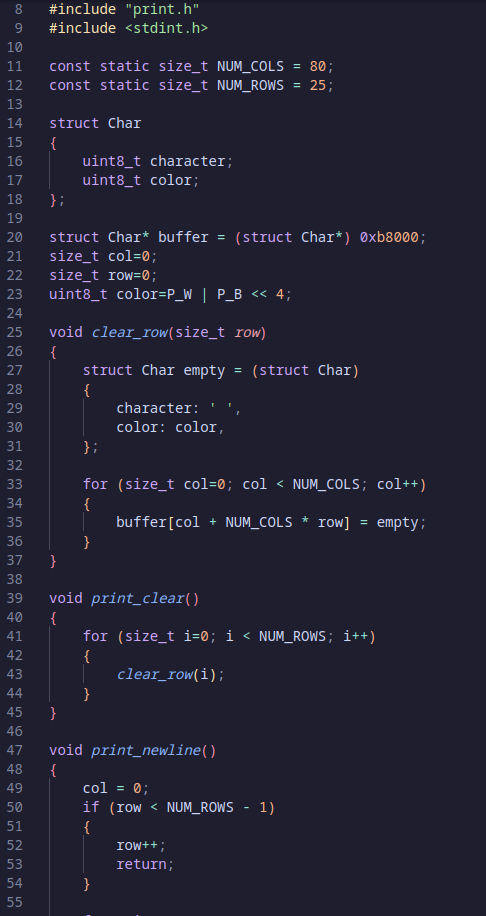 8 #include "print.h"
9 #include <stdint.h>
10
11 const static size_t NUM_COLS = 80;
12 const static size_t NUM_ROWS = 25;
13
14 struct Char
15 {
16     uint8_t character;
17     uint8_t color;
18 };
19
20 struct Char* buffer = (struct Char*) 0xb8000;
21 size_t col=0;
22 size_t row=0;
23 uint8_t color=P_W | P_B << 4;
24
25 void clear_row(size_t row)
26 {
27     struct Char empty = (struct Char)
28     {
29         character: ' ',
30         color: color,
31     };
32
33     for (size_t col=0; col < NUM_COLS; col++)
34     {
35         buffer[col + NUM_COLS * row] = empty;
36     }
37 }
38
39 void print_clear()
40 {
41     for (size_t i=0; i < NUM_ROWS; i++)
42     {
43         clear_row(i);
44     }
45 }
46
47 void print_newline()
48 {
49     col = 0;
50     if (row < NUM_ROWS - 1)
51     {
52         row++;
53         return;
54     }
55